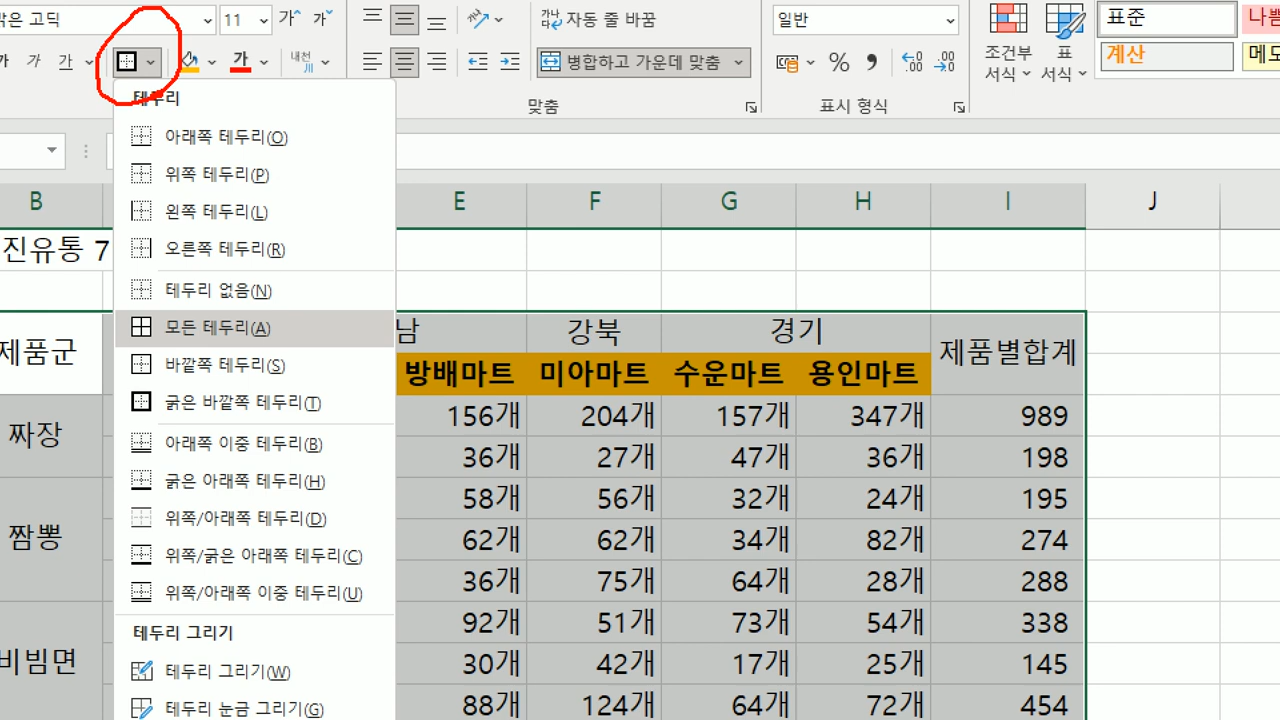 맑은 고딕 11 가 가 가나다 자동 줄 바꿈 일반 조건부 서식 표 서식 표준
가 가 가 가 내천 川 병합하고 가운데 맞춤 % 계산
맞춤 표시 형식
테두리
아래쪽 테두리(O)
위쪽 테두리(P)
왼쪽 테두리(L)
오른쪽 테두리(R)
테두리 없음(N)
모든 테두리(A)
바깥쪽 테두리(S)
굵은 바깥쪽 테두리(T)
아래쪽 이중 테두리(B)
굵은 아래쪽 테두리(H)
위쪽/아래쪽 테두리(D)
위쪽/굵은 아래쪽 테두리(C)
위쪽/아래쪽 이중 테두리(U)
테두리 그리기
테두리 그리기(W)
테두리 눈금 그리기(G)
B E F G H I J
진유통 7
제품군 남 강북 경기 제품별합계
방배마트 미아마트 수운마트 용인마트
짜장 156개 204개 157개 347개 989
36개 27개 47개 36개 198
짬뽕 58개 56개 32개 24개 195
62개 62개 34개 82개 274
36개 75개 64개 28개 288
비빔면 92개 51개 73개 54개 338
30개 42개 17개 25개 145
88개 124개 64개 72개 454